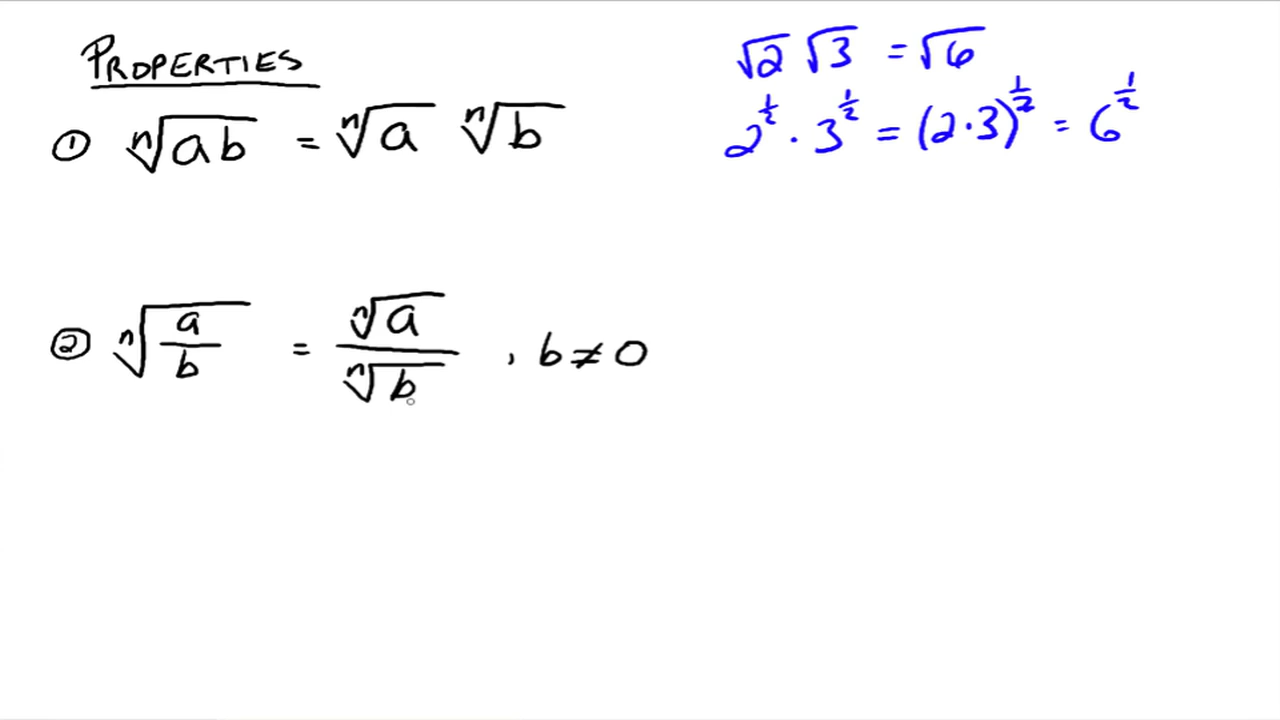 PROPERTIES
① ⁿ√ab = ⁿ√a ⁿ√b
√2 √3 = √6
2^½ · 3^½ = (2·3)^½ = 6^½
② ⁿ√(a/b) = ⁿ√a / ⁿ√b , b ≠ 0